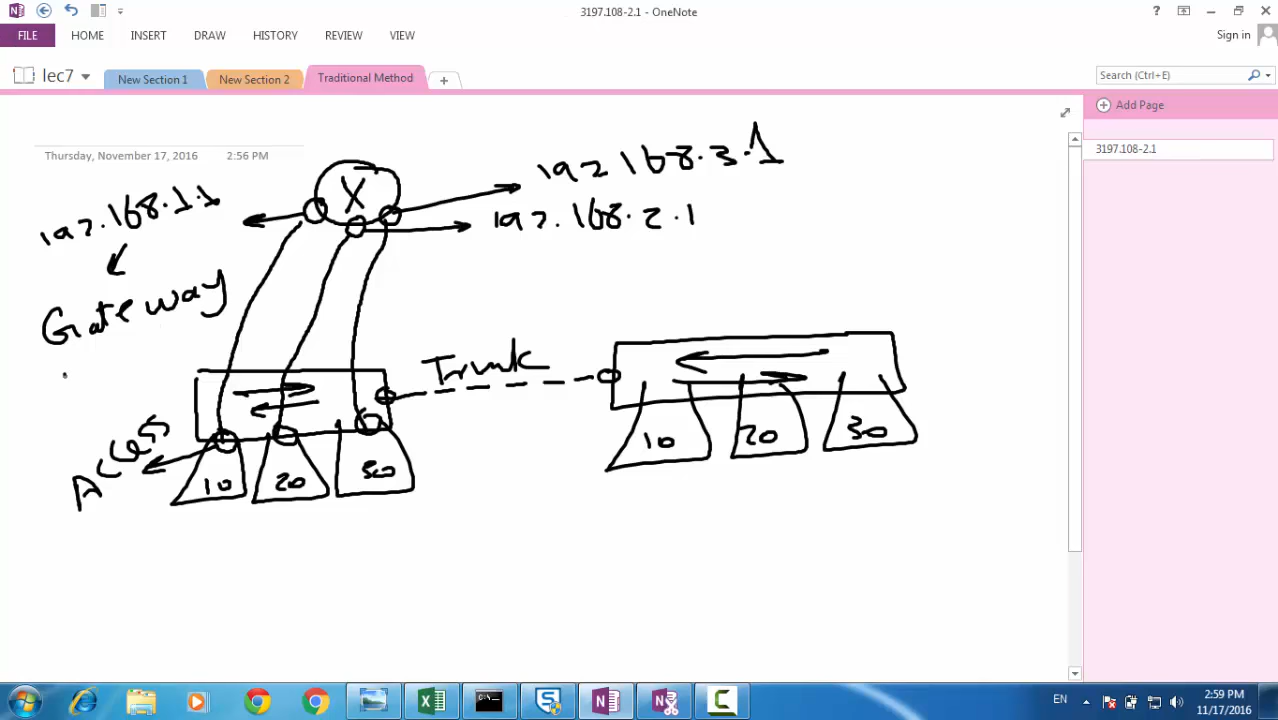 3197.108-2.1 - OneNote
FILE
HOME
INSERT
DRAW
HISTORY
REVIEW
VIEW
Sign in
lec7
New Section 1
New Section 2
Traditional Method
Search (Ctrl+E)
Add Page
3197.108-2.1
Thursday, November 17, 2016
2:56 PM
192.168.3.1
X
192.168.1.1
192.168.2.1
Gateway
Trunk
10
20
30
Access
10
20
30
EN
2:59 PM
11/17/2016